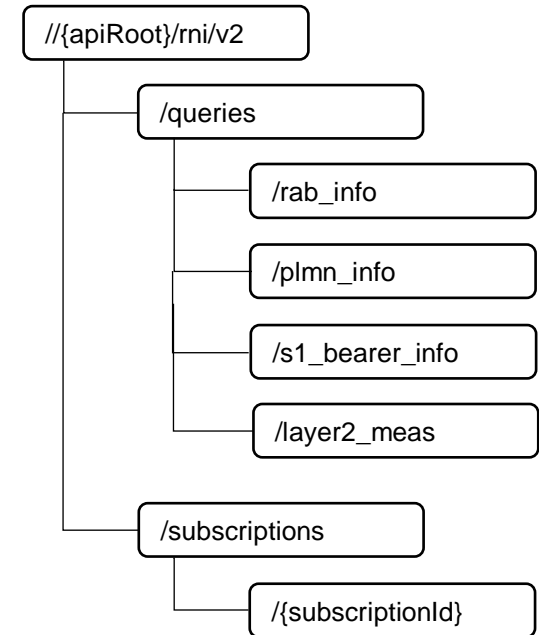 //{apiRoot}/rni/v2
/queries
/rab_info
/plmn_info
/s1_bearer_info
/layer2_meas
/subscriptions
/{subscriptionId}